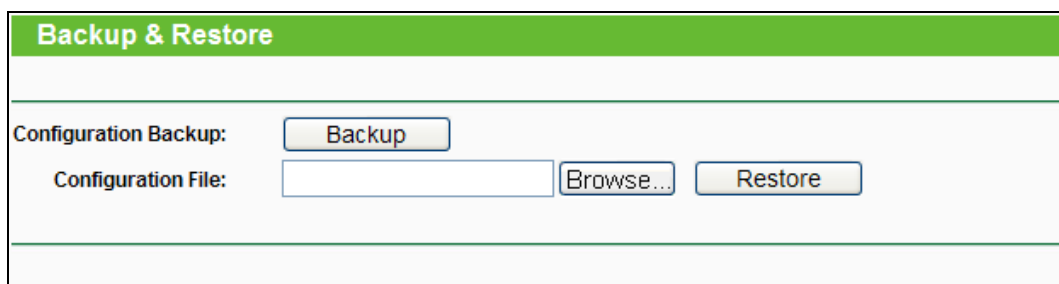 Backup & Restore
Configuration Backup: Backup
Configuration File: Browse... Restore